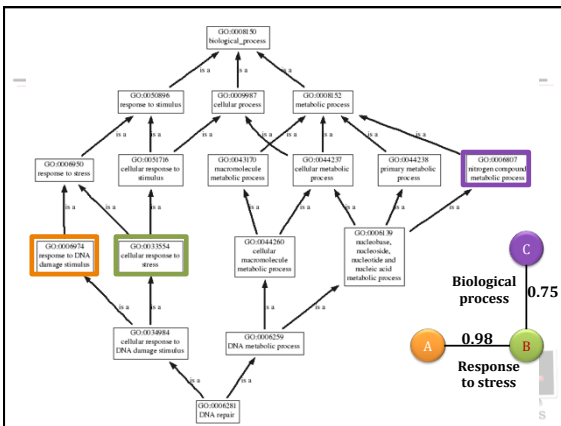 GO:0008150
biological_process
is a
is a
is a
GO:0050896
response to stimulus
GO:0009987
cellular process
GO:0008152
metabolic process
is a
is a
is a
is a
is a
is a
is a
is a
GO:0006950
response to stress
GO:0051716
cellular response to
stimulus
GO:0043170
macromolecule
metabolic process
GO:0044237
cellular metabolic
process
GO:0044238
primary metabolic
process
GO:0006807
nitrogen compound
metabolic process
is a
is a
is a
is a
is a
is a
is a
is a
GO:0006974
response to DNA
damage stimulus
GO:0033554
cellular response to
stress
GO:0044260
cellular
macromolecule
metabolic process
GO:0006139
nucleobase,
nucleoside,
nucleotide and
nucleic acid
metabolic process
is a
is a
is a
is a
GO:0034984
cellular response to
DNA damage stimulus
GO:0006259
DNA metabolic process
is a
is a
GO:0006281
DNA repair
C
Biological
process
0.75
A
0.98
B
Response
to stress
S